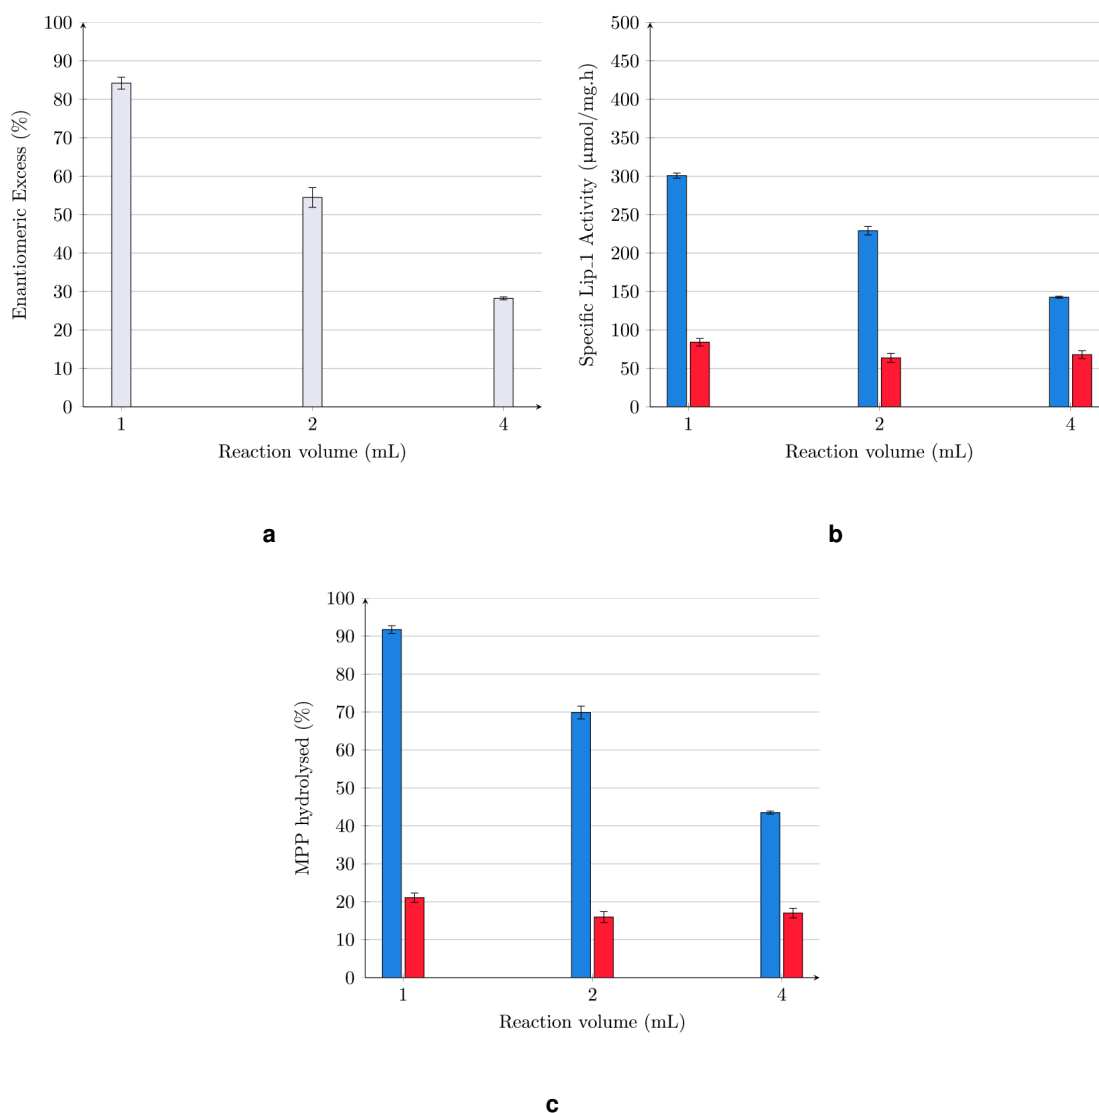 100
90
80
70
60
50
40
30
20
10
0
Enantiomeric Excess (%)
1 2 4
Reaction volume (mL)
a
500
450
400
350
300
250
200
150
100
50
0
Specific Lip_1 Activity (µmol/mg.h)
1 2 4
Reaction volume (mL)
b
100
90
80
70
60
50
40
30
20
10
0
MPP hydrolysed (%)
1 2 4
Reaction volume (mL)
c